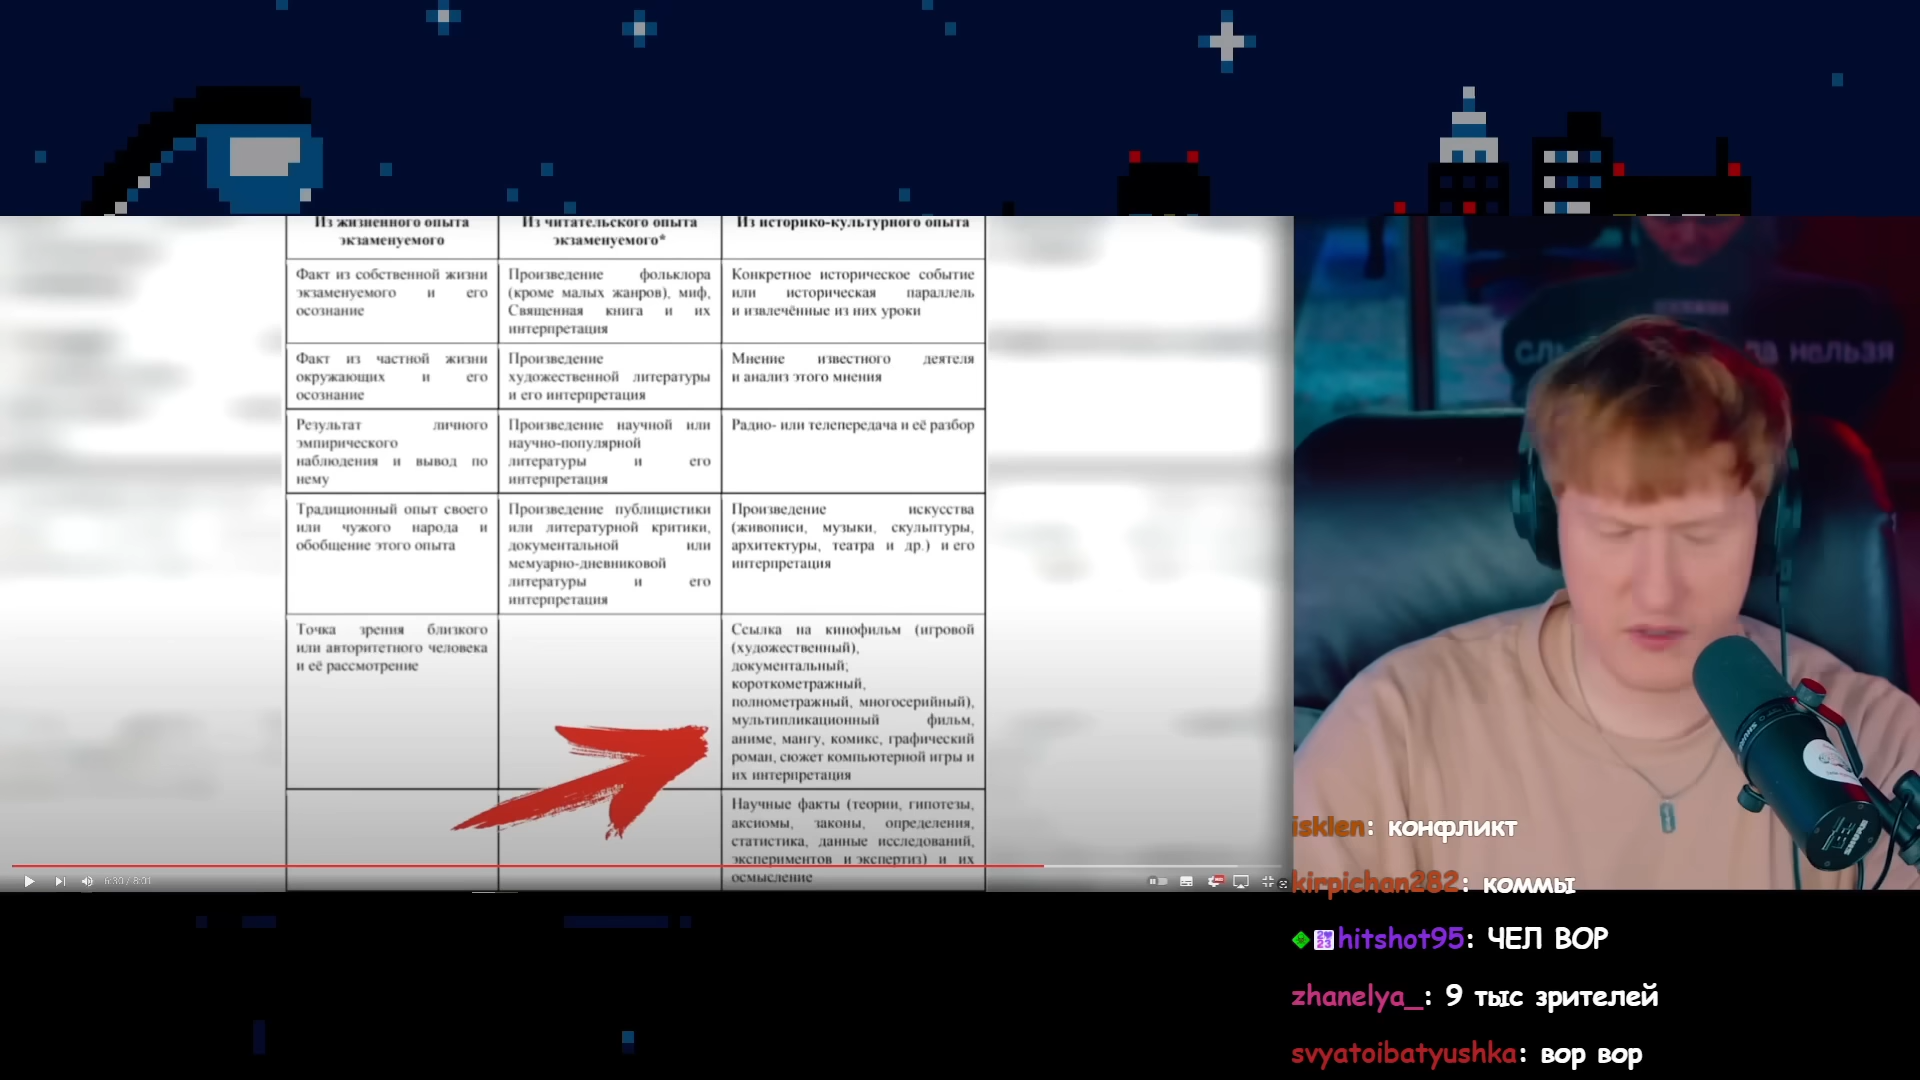 Из жизненного опыта
экзаменуемого
Из читательского опыта
экзаменуемого*
Из историко-культурного опыта
Факт из собственной жизни
экзаменуемого и его
осознание
Произведение фольклора
(кроме малых жанров), миф,
Священная книга и их
интерпретация
Конкретное историческое событие
или историческая параллель
и извлечённые из них уроки
Факт из частной жизни
окружающих и его
осознание
Произведение
художественной литературы
и его интерпретация
Мнение известного деятеля
и анализ этого мнения
Результат личного
эмпирического
наблюдения и вывод по
нему
Произведение научной или
научно-популярной
литературы и его
интерпретация
Радио- или телепередача и её разбор
Традиционный опыт своего
или чужого народа и
обобщение этого опыта
Произведение публицистики
или литературной критики,
документальной или
мемуарно-дневниковой
литературы и его
интерпретация
Произведение искусства
(живописи, музыки, скульптуры,
архитектуры, театра и др.) и его
интерпретация
Точка зрения близкого
или авторитетного человека
и её рассмотрение
Ссылка на кинофильм (игровой
(художественный),
документальный;
короткометражный,
полнометражный, многосерийный),
мультипликационный фильм,
аниме, мангу, комикс, графический
роман, сюжет компьютерной игры и
их интерпретация
Научные факты (теории, гипотезы,
аксиомы, законы, определения,
статистика, данные исследований,
экспериментов и экспертиз) и их
осмысление
6:30 / 8:01
да нельзя
SHURE
SHURE
isklen: конфликт
kirpichan282: коммы
hitshot95: ЧЕЛ ВОР
zhanelya_: 9 тыс зрителей
svyatoibatyushka: вор вор